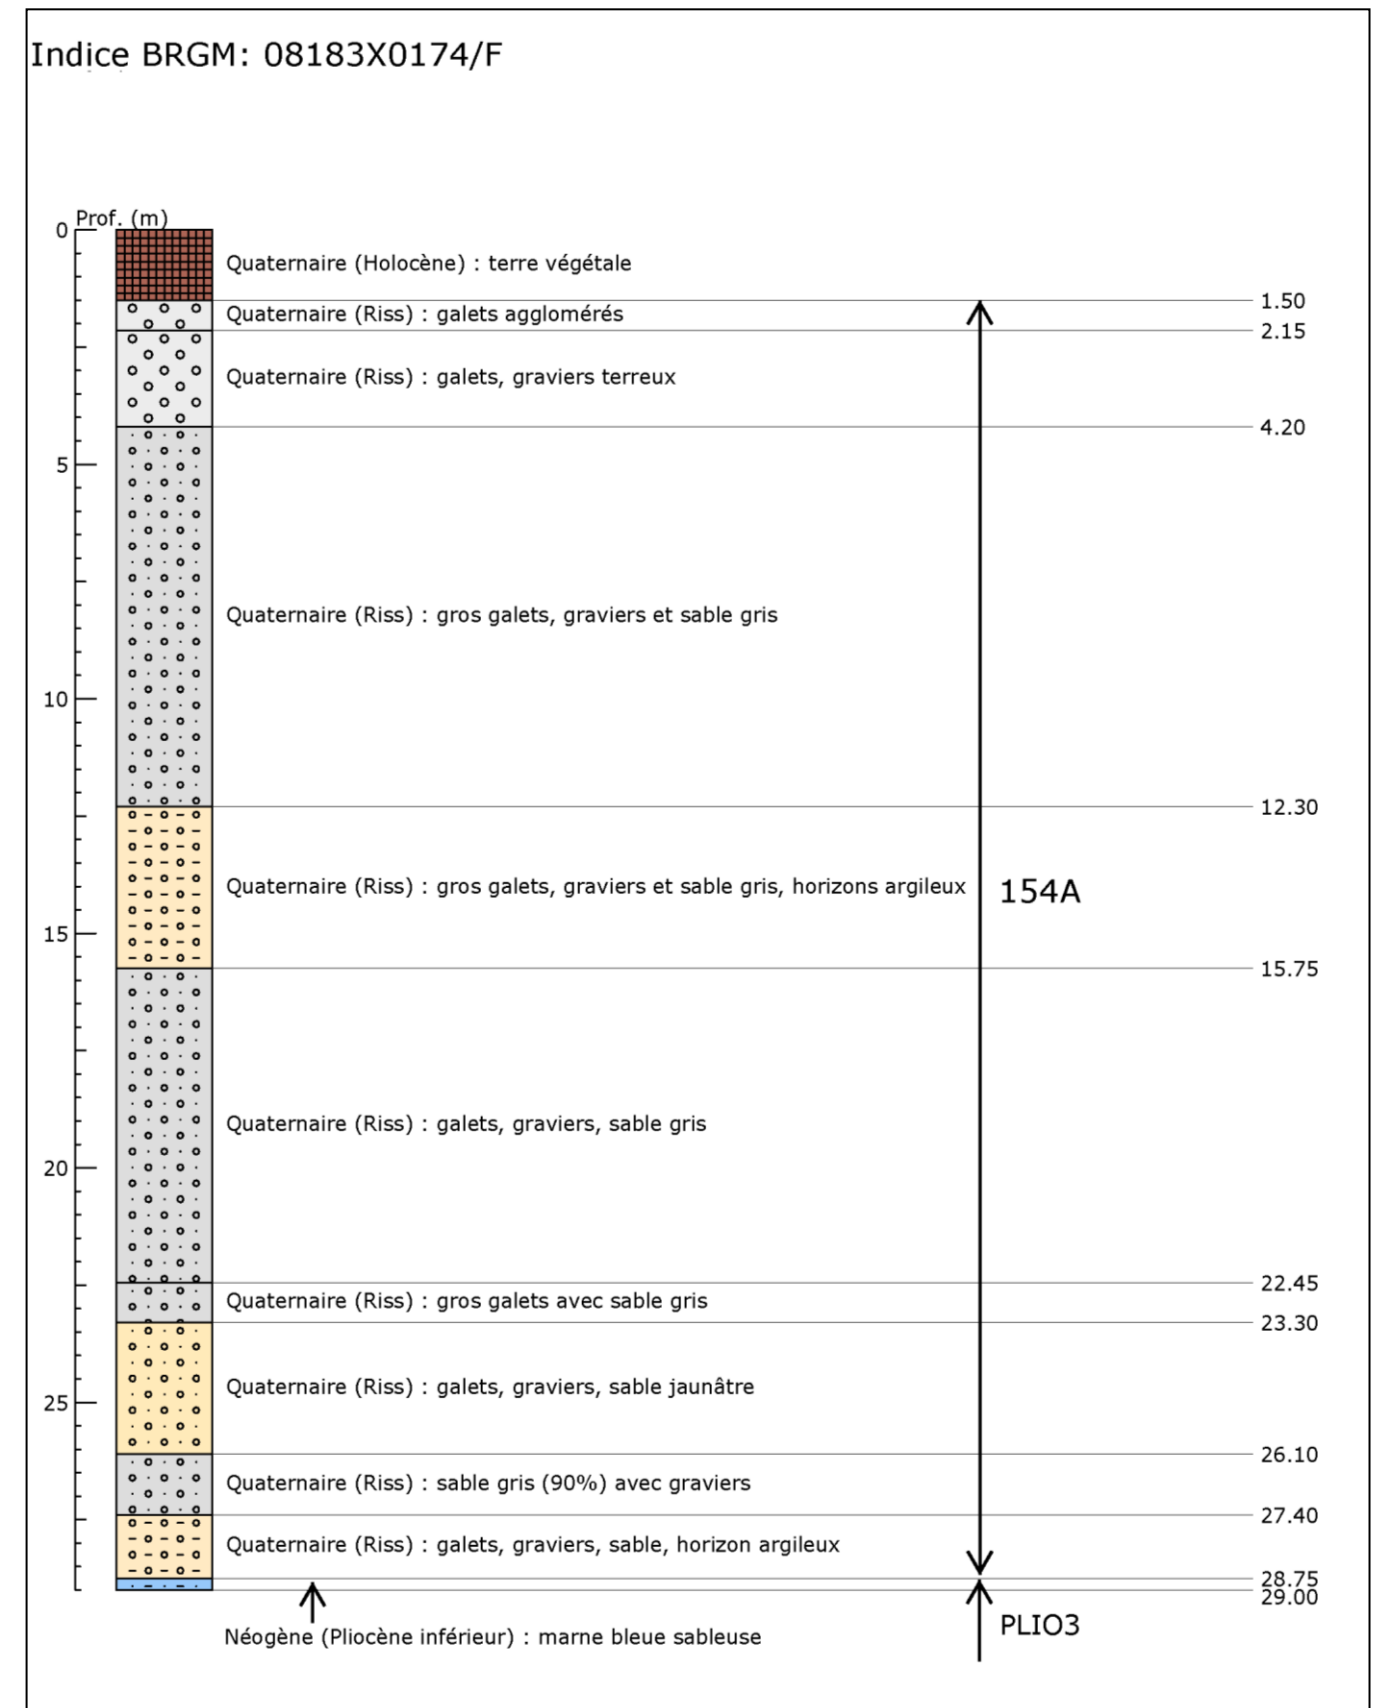 Indice BRGM: 08183X0174/F
Prof. (m)
0
Quaternaire (Holocène) : terre végétale
1.50
Quaternaire (Riss) : galets agglomérés
2.15
Quaternaire (Riss) : galets, graviers terreux
4.20
5
Quaternaire (Riss) : gros galets, graviers et sable gris
10
12.30
Quaternaire (Riss) : gros galets, graviers et sable gris, horizons argileux
154A
15
15.75
Quaternaire (Riss) : galets, graviers, sable gris
20
22.45
Quaternaire (Riss) : gros galets avec sable gris
23.30
Quaternaire (Riss) : galets, graviers, sable jaunâtre
25
26.10
Quaternaire (Riss) : sable gris (90%) avec graviers
27.40
Quaternaire (Riss) : galets, graviers, sable, horizon argileux
28.75
29.00
PLIO3
Néogène (Pliocène inférieur) : marne bleue sableuse